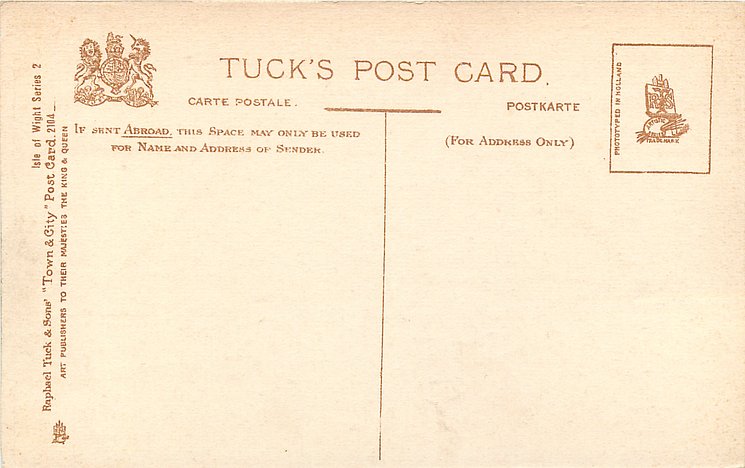 TUCK'S POST CARD.
CARTE POSTALE.
POSTKARTE
IF SENT ABROAD, THIS SPACE MAY ONLY BE USED
FOR NAME AND ADDRESS OF SENDER.
(FOR ADDRESS ONLY)
PHOTOTYPED IN HOLLAND
TRADE MARK
Isle of Wight Series 2
Raphael Tuck & Sons' "Town & City" Post Card. 2104
ART PUBLISHERS TO THEIR MAJESTIES THE KING & QUEEN